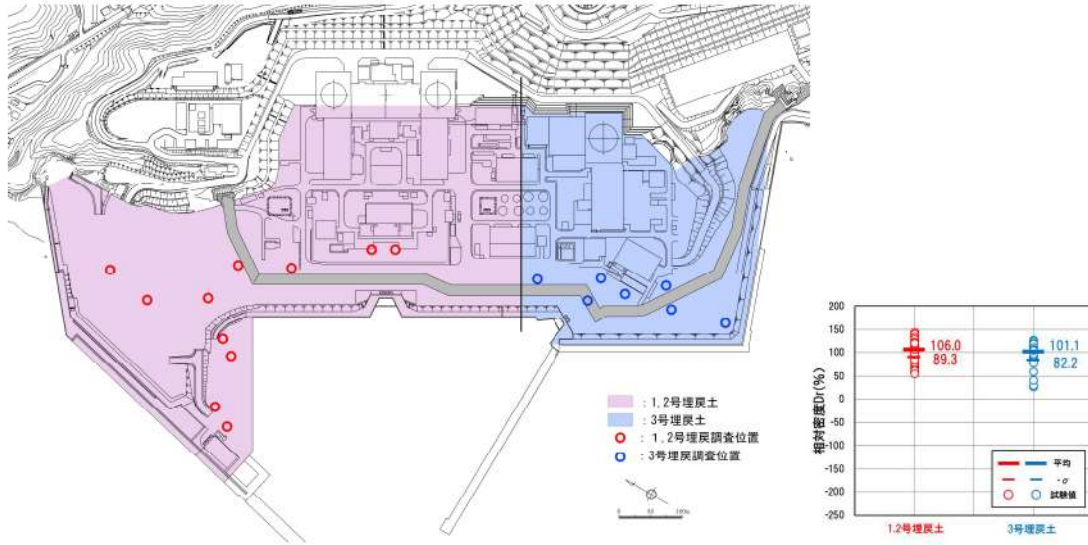 : 1, 2号埋戻土
: 3号埋戻土
: 1, 2号埋戻調査位置
: 3号埋戻調査位置
0 50 100m
相対密度Dr(%)
200
150
100
50
0
-50
-100
-150
-200
-250
106.0
89.3
101.1
82.2
平均
-σ
試験値
1.2号埋戻土
3号埋戻土